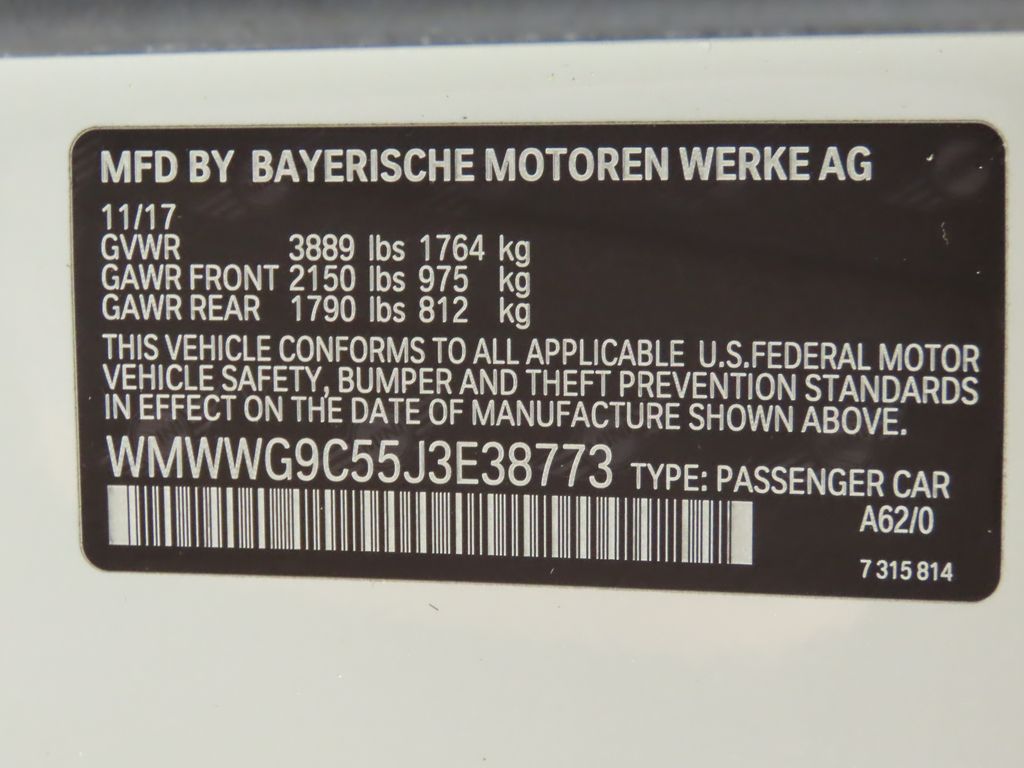 MFD BY BAYERISCHE MOTOREN WERKE AG
11/17
GVWR 3889 lbs 1764 kg
GAWR FRONT 2150 lbs 975 kg
GAWR REAR 1790 lbs 812 kg
THIS VEHICLE CONFORMS TO ALL APPLICABLE U.S.FEDERAL MOTOR
VEHICLE SAFETY, BUMPER AND THEFT PREVENTION STANDARDS
IN EFFECT ON THE DATE OF MANUFACTURE SHOWN ABOVE.
WMWWG9C55J3E38773 TYPE: PASSENGER CAR
A62/0
7 315 814